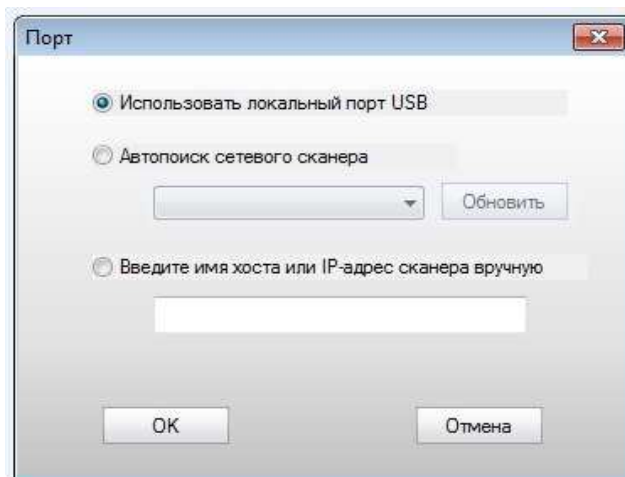 Порт
Использовать локальный порт USB
Автопоиск сетевого сканера
Обновить
Введите имя хоста или IP-адрес сканера вручную
OK
Отмена